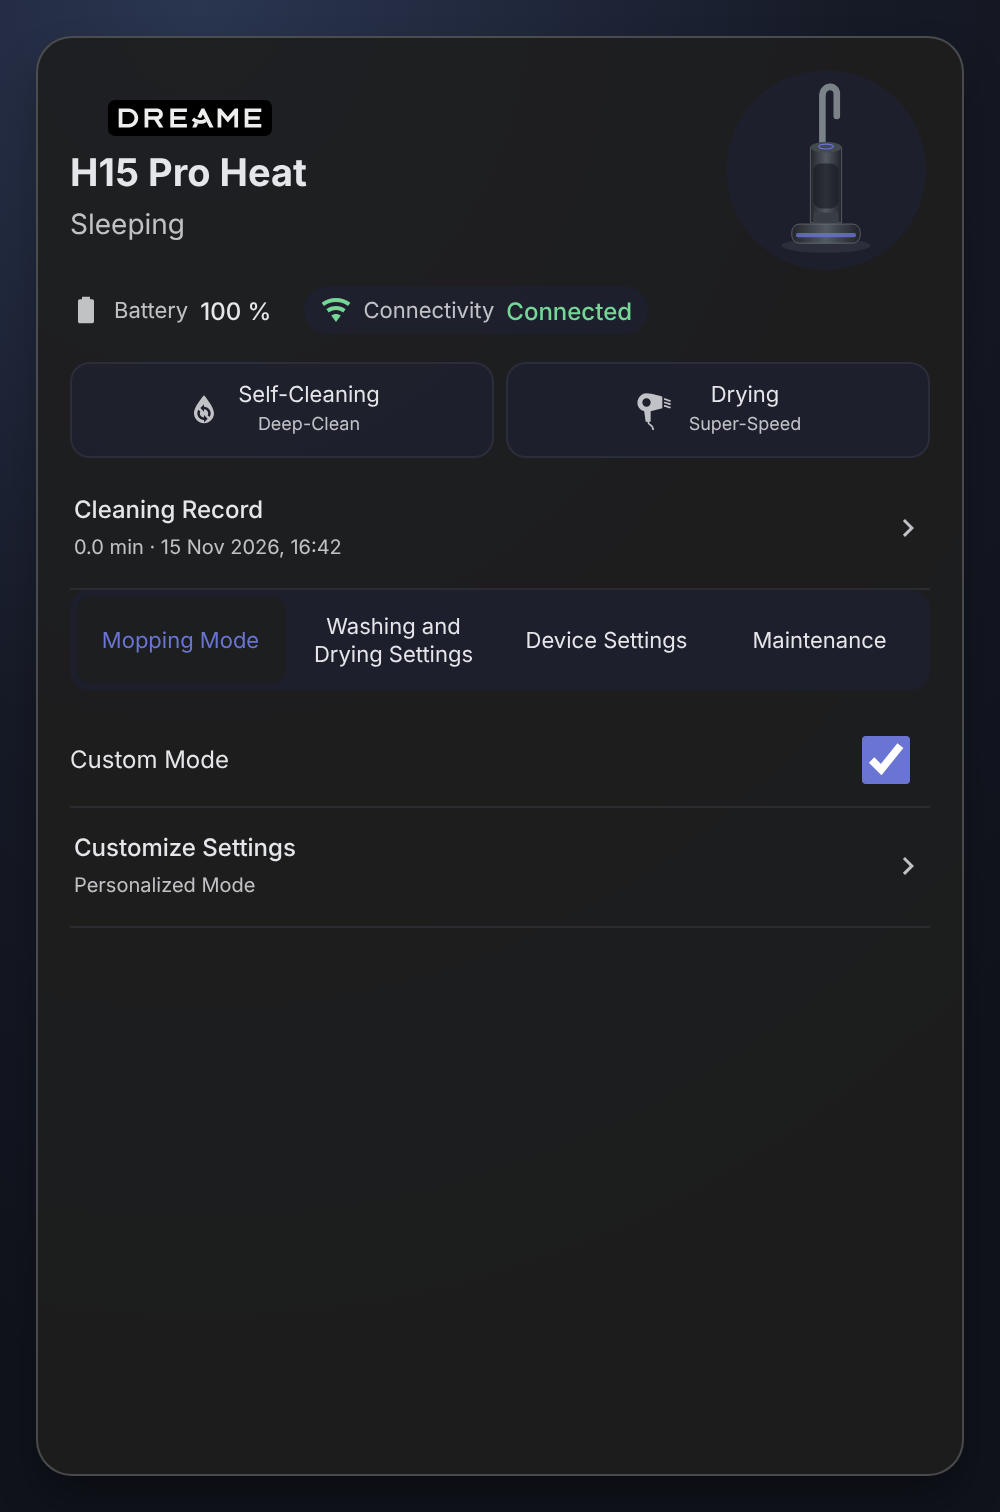 DREAME
H15 Pro Heat
Sleeping
Battery 100 %
Connectivity Connected
Self-Cleaning
Deep-Clean
Drying
Super-Speed
Cleaning Record
0.0 min · 15 Nov 2026, 16:42
Mopping Mode
Washing and
Drying Settings
Device Settings
Maintenance
Custom Mode
Customize Settings
Personalized Mode